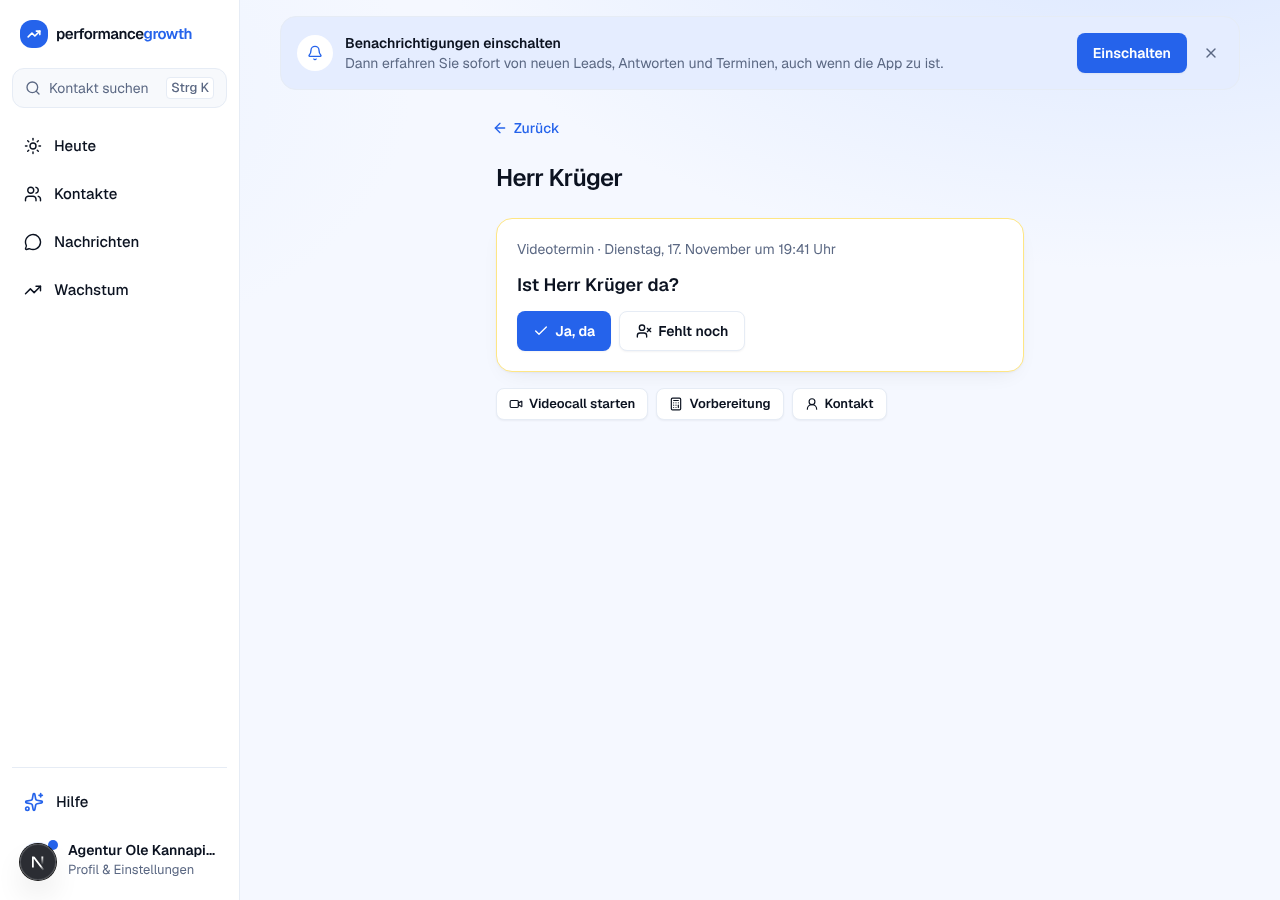 performancegrowth
Kontakt suchen Strg K
Heute
Kontakte
Nachrichten
Wachstum
Hilfe
N
Agentur Ole Kannapi...
Profil & Einstellungen
Benachrichtigungen einschalten
Dann erfahren Sie sofort von neuen Leads, Antworten und Terminen, auch wenn die App zu ist.
Einschalten
Zurück
Herr Krüger
Videotermin · Dienstag, 17. November um 19:41 Uhr
Ist Herr Krüger da?
Ja, da Fehlt noch
Videocall starten Vorbereitung Kontakt